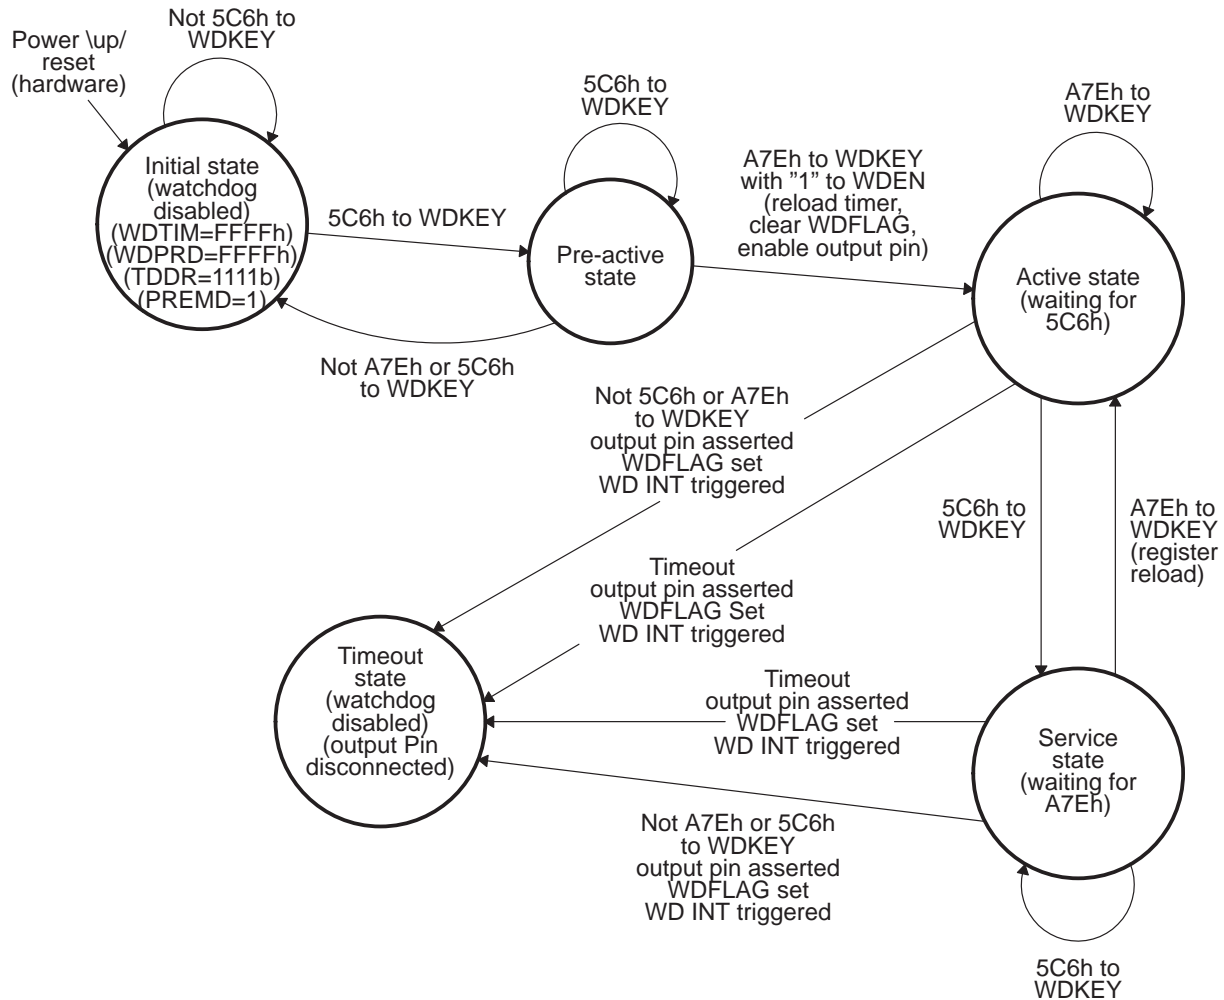 Not 5C6h to
WDKEY
Power \up/
reset
(hardware)
Initial state
(watchdog
disabled)
(WDTIM=FFFFh)
(WDPRD=FFFFh)
(TDDR=1111b)
(PREMD=1)
5C6h to WDKEY
5C6h to
WDKEY
Pre-active
state
Not A7Eh or 5C6h
to WDKEY
A7Eh to WDKEY
with ”1” to WDEN
(reload timer,
clear WDFLAG,
enable output pin)
A7Eh to
WDKEY
Active state
(waiting for
5C6h)
Not 5C6h or A7Eh
to WDKEY
output pin asserted
WDFLAG set
WD INT triggered
Timeout
output pin asserted
WDFLAG Set
WD INT triggered
5C6h to
WDKEY
A7Eh to
WDKEY
(register
reload)
Timeout
state
(watchdog
disabled)
(output Pin
disconnected)
Timeout
output pin asserted
WDFLAG set
WD INT triggered
Service
state
(waiting for
A7Eh)
Not A7Eh or 5C6h
to WDKEY
output pin asserted
WDFLAG set
WD INT triggered
5C6h to
WDKEY